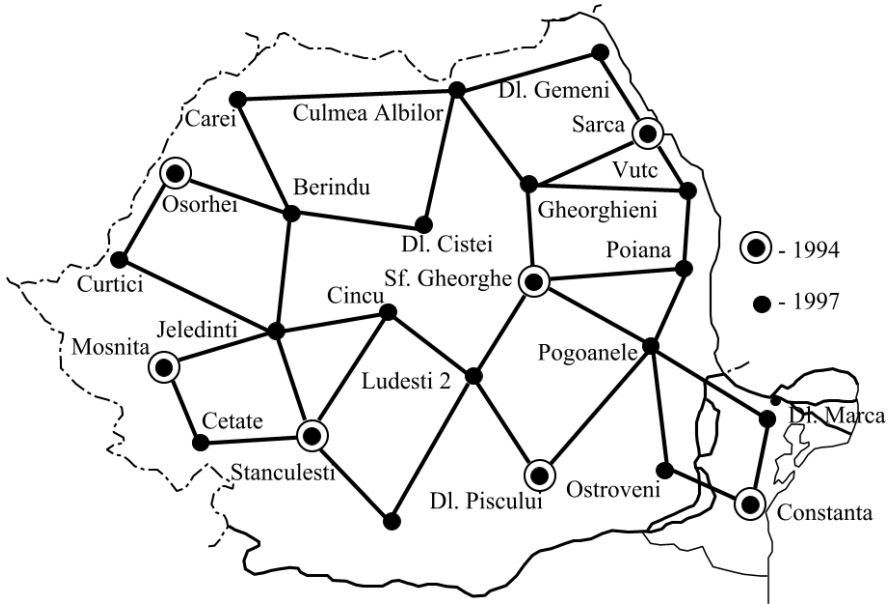 Carei
Culmea Albilor
Dl. Gemeni
Sarca
Vutc
Osorhei
Berindu
Gheorghieni
Dl. Cistei
Poiana
- 1994
Curtici
Cincu
Sf. Gheorghe
- 1997
Jeledinti
Mosnita
Ludesti 2
Pogoanele
Cetate
Dl. Marca
Stanculesti
Dl. Piscului
Ostroveni
Constanta